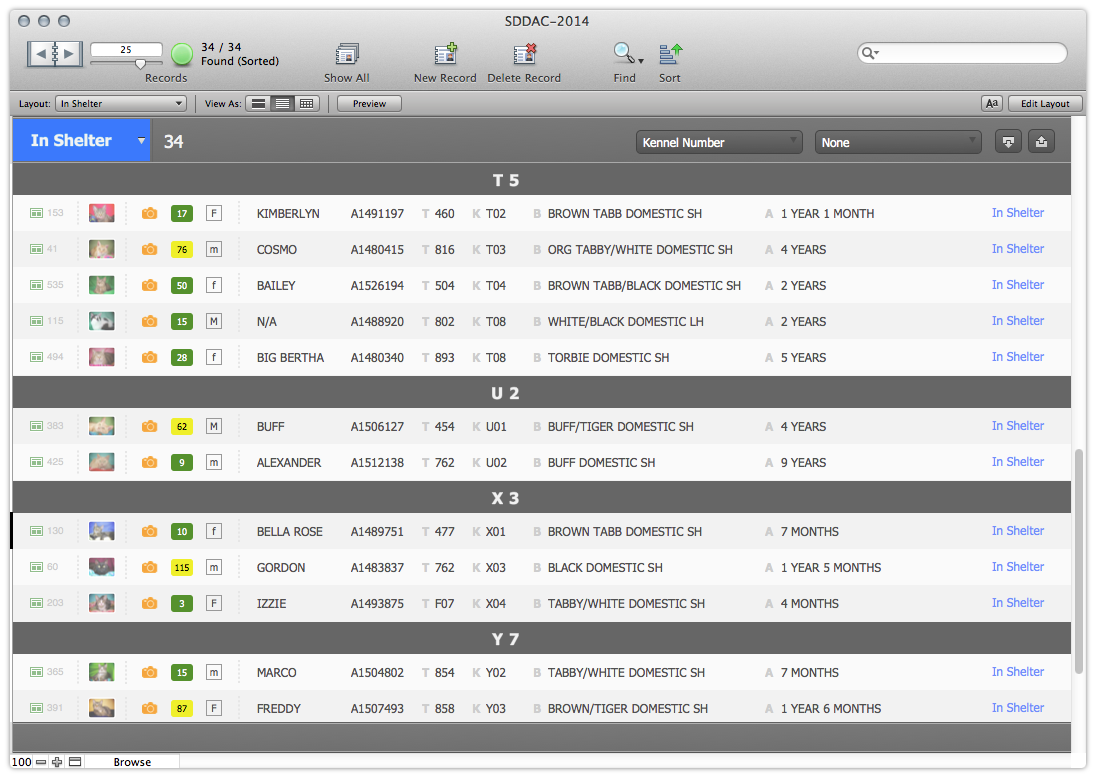 SDDAC-2014
25
34 / 34
Found (Sorted)
Records
Show All
New Record
Delete Record
Find
Sort
Layout: In Shelter View As: Preview Aa Edit Layout
In Shelter 34 Kennel Number None
T 5
153 17 F KIMBERLYN A1491197 T 460 K T02 B BROWN TABB DOMESTIC SH A 1 YEAR 1 MONTH In Shelter
41 76 m COSMO A1480415 T 816 K T03 B ORG TABBY/WHITE DOMESTIC SH A 4 YEARS In Shelter
535 50 f BAILEY A1526194 T 504 K T04 B BROWN TABB/BLACK DOMESTIC SH A 2 YEARS In Shelter
115 15 M N/A A1488920 T 802 K T08 B WHITE/BLACK DOMESTIC LH A 2 YEARS In Shelter
494 28 f BIG BERTHA A1480340 T 893 K T08 B TORBIE DOMESTIC SH A 5 YEARS In Shelter
U 2
383 62 M BUFF A1506127 T 454 K U01 B BUFF/TIGER DOMESTIC SH A 4 YEARS In Shelter
425 9 m ALEXANDER A1512138 T 762 K U02 B BUFF DOMESTIC SH A 9 YEARS In Shelter
X 3
130 10 f BELLA ROSE A1489751 T 477 K X01 B BROWN TABB DOMESTIC SH A 7 MONTHS In Shelter
60 115 m GORDON A1483837 T 762 K X03 B BLACK DOMESTIC SH A 1 YEAR 5 MONTHS In Shelter
203 3 F IZZIE A1493875 T F07 K X04 B TABBY/WHITE DOMESTIC SH A 4 MONTHS In Shelter
Y 7
365 15 m MARCO A1504802 T 854 K Y02 B TABBY/WHITE DOMESTIC SH A 7 MONTHS In Shelter
391 87 F FREDDY A1507493 T 858 K Y03 B BROWN/TIGER DOMESTIC SH A 1 YEAR 6 MONTHS In Shelter
100 Browse